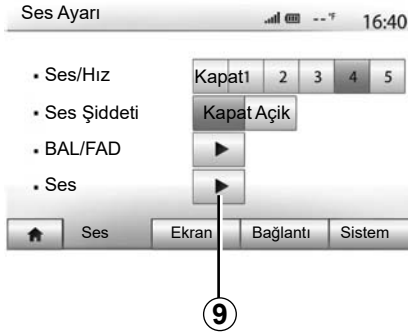 Ses Ayarı -- °F 16:40
Ses/Hız Kapat 1 2 3 4 5
Ses Şiddeti Kapat Açik
BAL/FAD
Ses
Ses Ekran Bağlantı Sistem
9